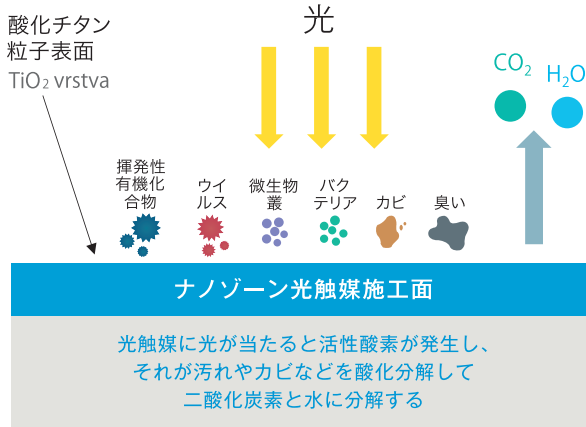 酸化チタン
粒子表面
TiO₂ vrstva
光
CO₂
H₂O
揮発性
有機化
合物
ウイ
ルス
微生物
叢
バク
テリア
カビ
臭い
ナノゾーン光触媒施工面
光触媒に光が当たると活性酸素が発生し、
それが汚れやカビなどを酸化分解して
二酸化炭素と水に分解する